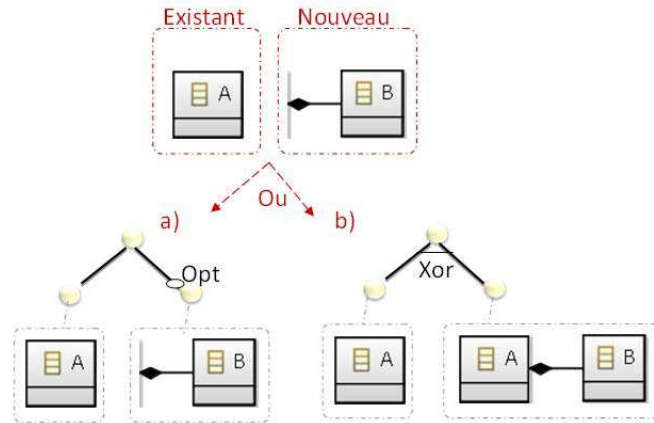 Existant Nouveau
A B
Ou
a) b)
Opt Xor
A B A A B